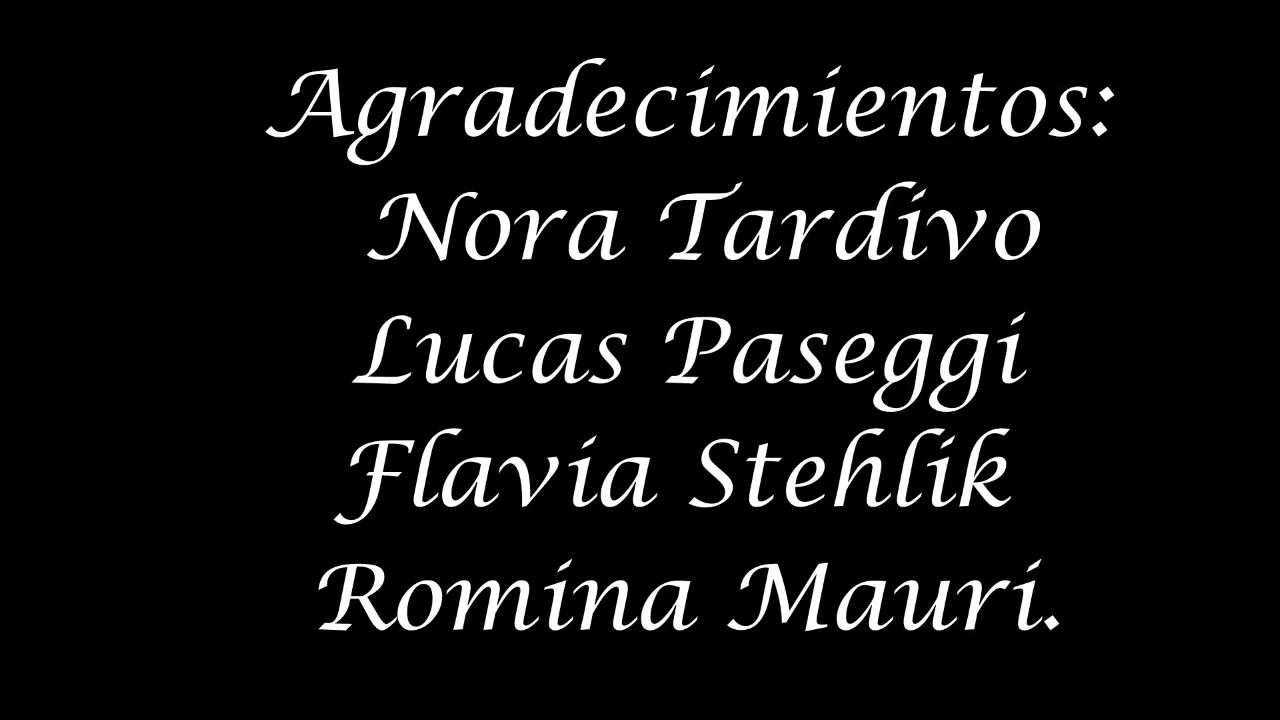 Agradecimientos:
Nora Tardivo
Lucas Paseggi
Flavia Stehlik
Romina Mauri.